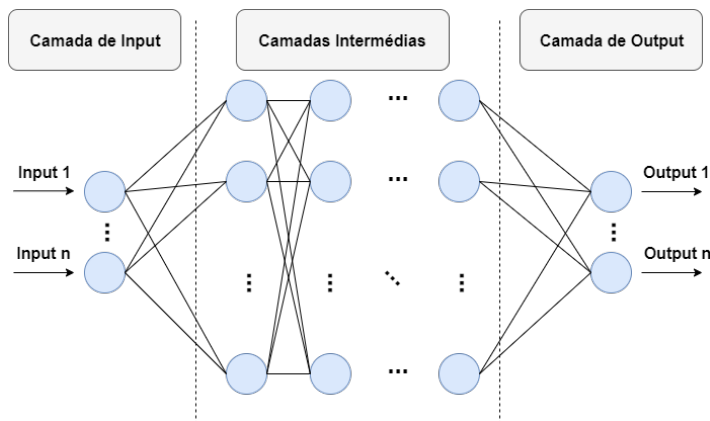 Camada de Input
Camadas Intermédias
Camada de Output
...
...
Input 1
Output 1
...
...
Input n
Output n
...
...
...
...
...